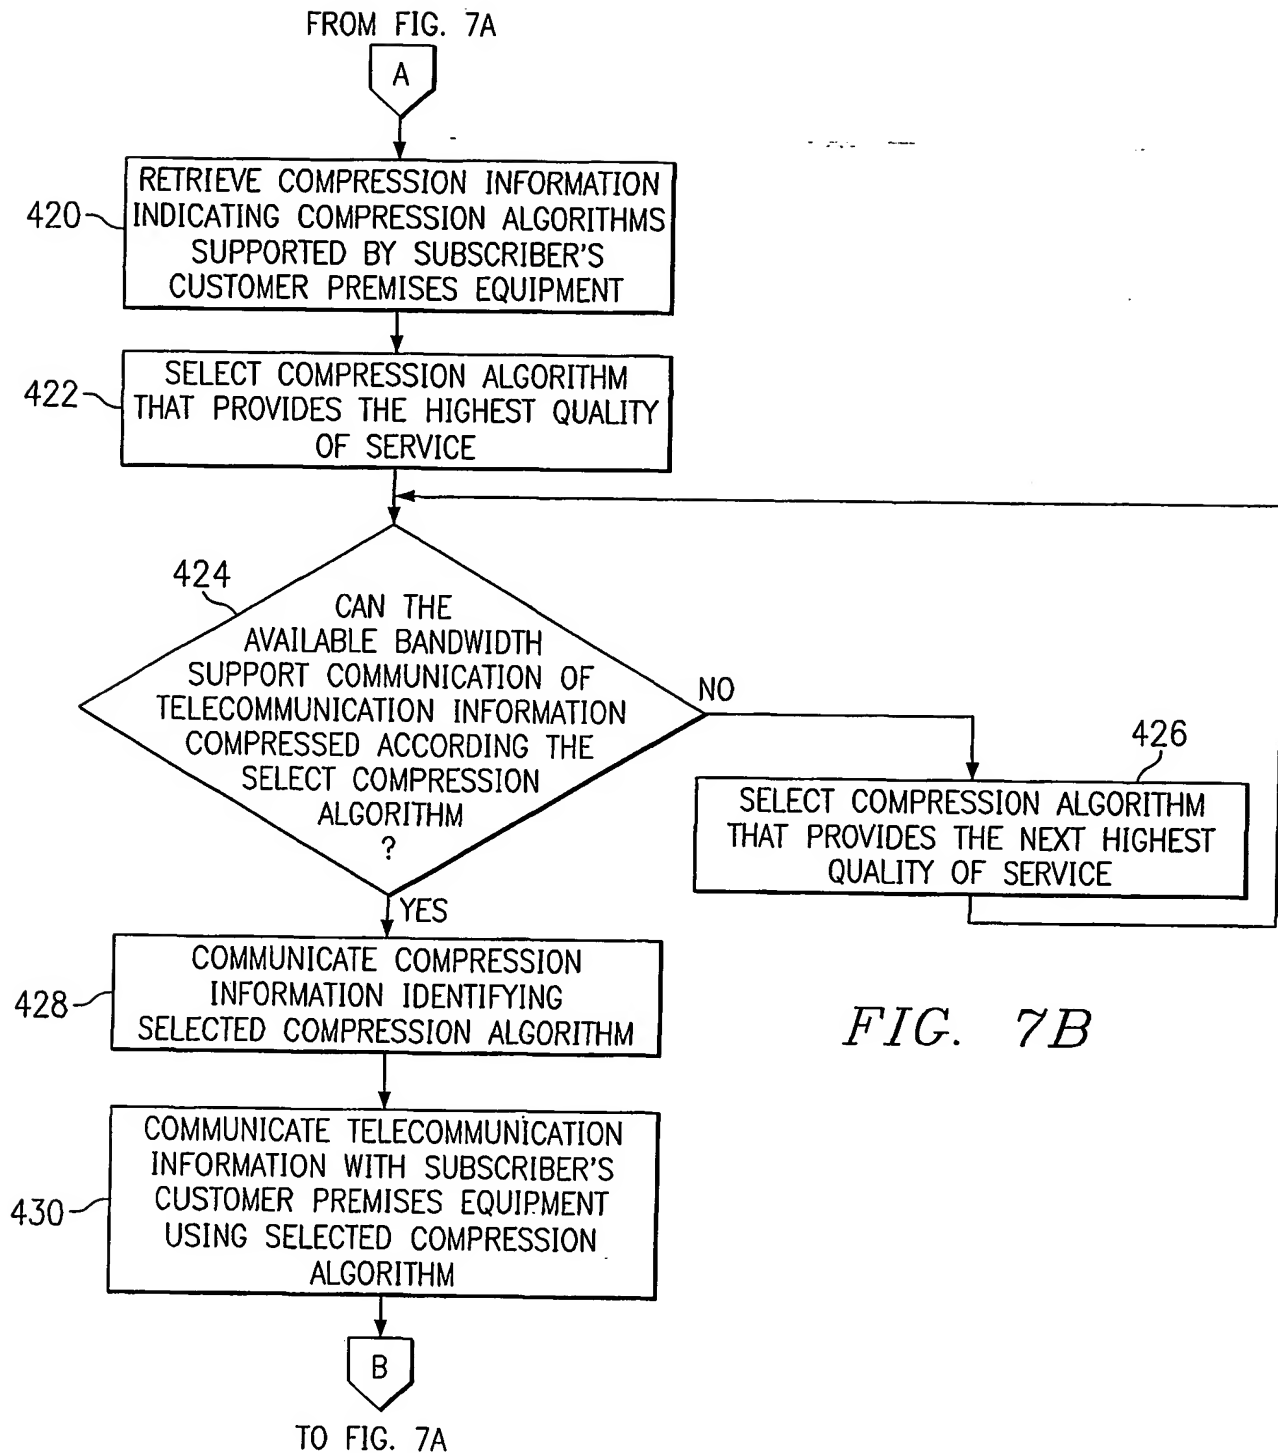 FROM FIG. 7A
A
420
RETRIEVE COMPRESSION INFORMATION
INDICATING COMPRESSION ALGORITHMS
SUPPORTED BY SUBSCRIBER'S
CUSTOMER PREMISES EQUIPMENT
422
SELECT COMPRESSION ALGORITHM
THAT PROVIDES THE HIGHEST QUALITY
OF SERVICE
424
CAN THE
AVAILABLE BANDWIDTH
SUPPORT COMMUNICATION OF
TELECOMMUNICATION INFORMATION
COMPRESSED ACCORDING THE
SELECT COMPRESSION
ALGORITHM
?
NO
426
SELECT COMPRESSION ALGORITHM
THAT PROVIDES THE NEXT HIGHEST
QUALITY OF SERVICE
YES
428
COMMUNICATE COMPRESSION
INFORMATION IDENTIFYING
SELECTED COMPRESSION ALGORITHM
FIG. 7B
430
COMMUNICATE TELECOMMUNICATION
INFORMATION WITH SUBSCRIBER'S
CUSTOMER PREMISES EQUIPMENT
USING SELECTED COMPRESSION
ALGORITHM
B
TO FIG. 7A